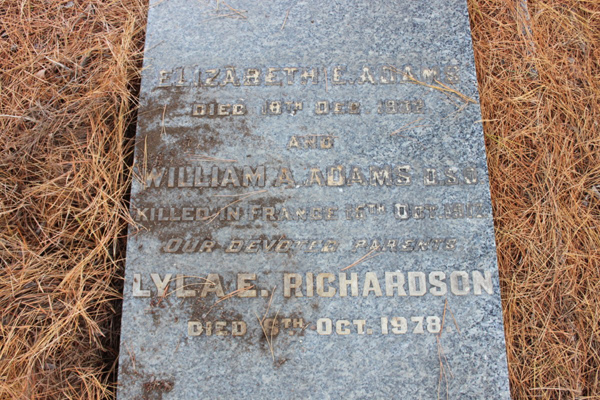 ELIZABETH E. ADAMS
DIED 18TH DEC.
AND
WILLIAM A. ADAMS D.S.O.
KILLED IN FRANCE OCT.
OUR DEVOTED PARENTS
LYLA E. RICHARDSON
DIED 6TH OCT. 1978